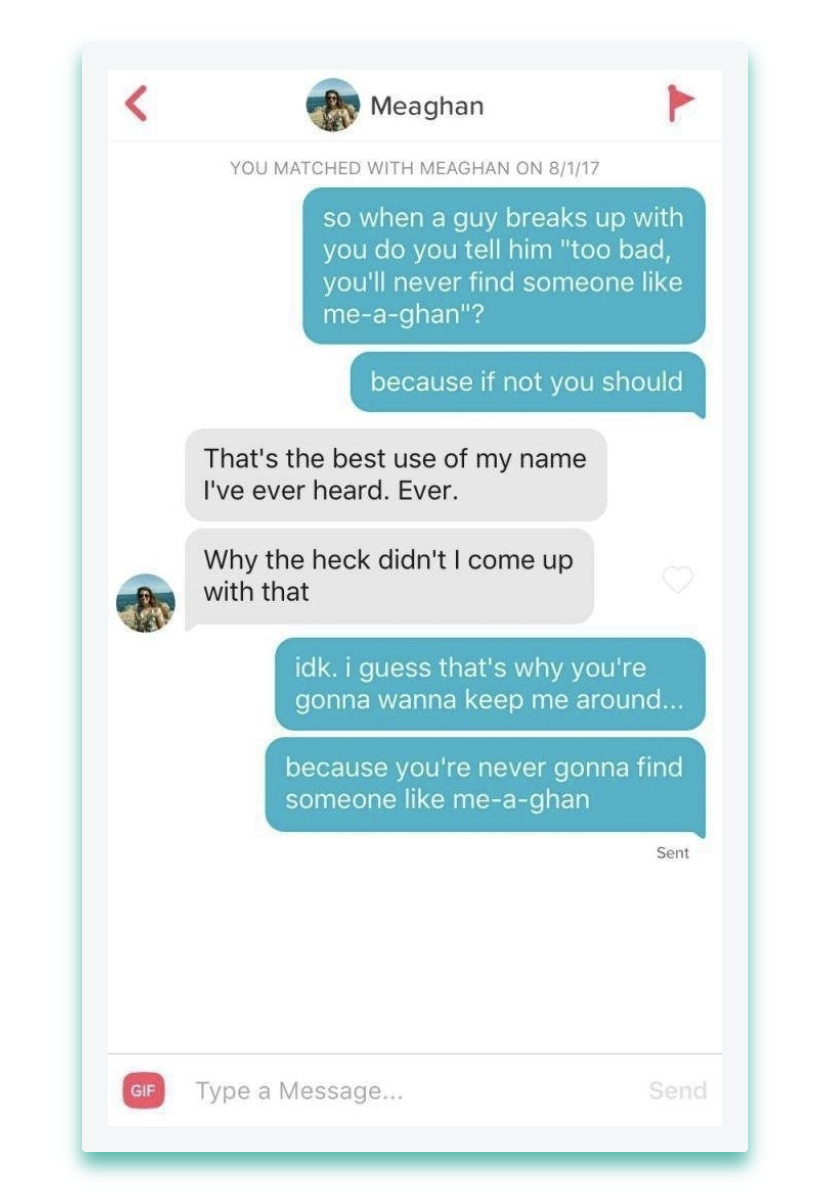 Meaghan
YOU MATCHED WITH MEAGHAN ON 8/1/17
so when a guy breaks up with
you do you tell him "too bad,
you'll never find someone like
me-a-ghan"?
because if not you should
That's the best use of my name
I've ever heard. Ever.
Why the heck didn't I come up
with that
idk. i guess that's why you're
gonna wanna keep me around...
because you're never gonna find
someone like me-a-ghan
Sent
GIF
Type a Message...
Send